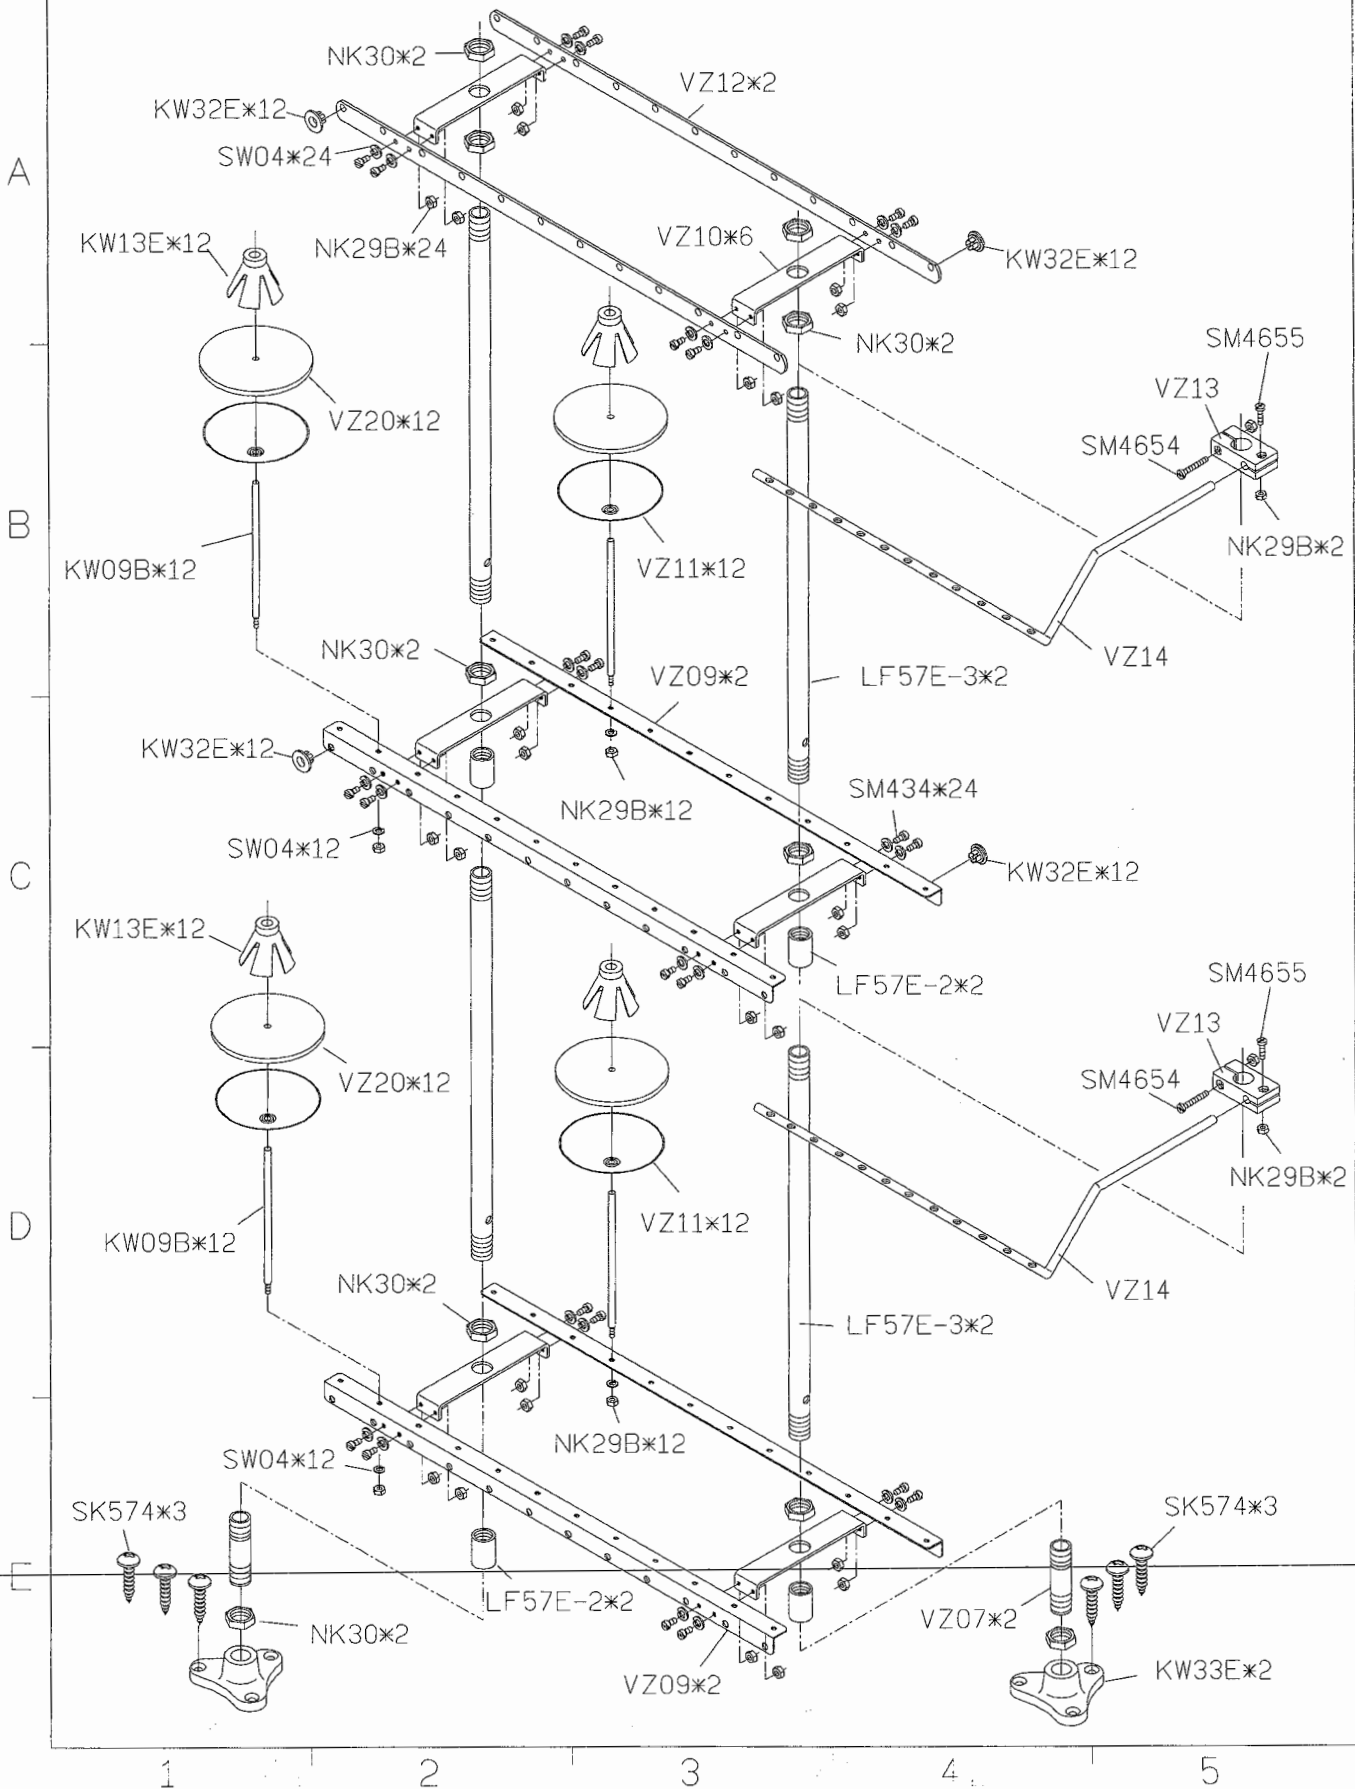 NK30*2
VZ12*2
KW32E*12
A
SW04*24
KW13E*12
NK29B*24
VZ10*6
KW32E*12
NK30*2
SM4655
VZ13
VZ20*12
SM4654
B
NK29B*2
KW09B*12
VZ11*12
NK30*2
VZ09*2
VZ14
LF57E-3*2
KW32E*12
SM434*24
NK29B*12
SW04*12
C
KW32E*12
KW13E*12
LF57E-2*2
SM4655
VZ13
SM4654
VZ20*12
NK29B*2
D
VZ11*12
KW09B*12
NK30*2
VZ14
LF57E-3*2
NK29B*12
SW04*12
SK574*3
SK574*3
E
LF57E-2*2
VZ07*2
NK30*2
VZ09*2
KW33E*2
1 2 3 4 5